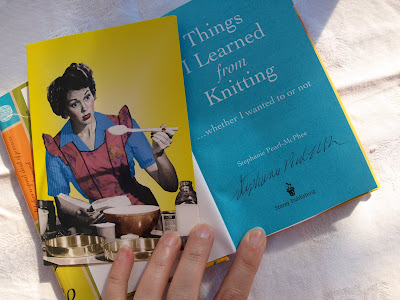 Things
I Learned
from
Knitting
...whether I wanted to or not
Stephanie Pearl-McPhee
Storey Publishing